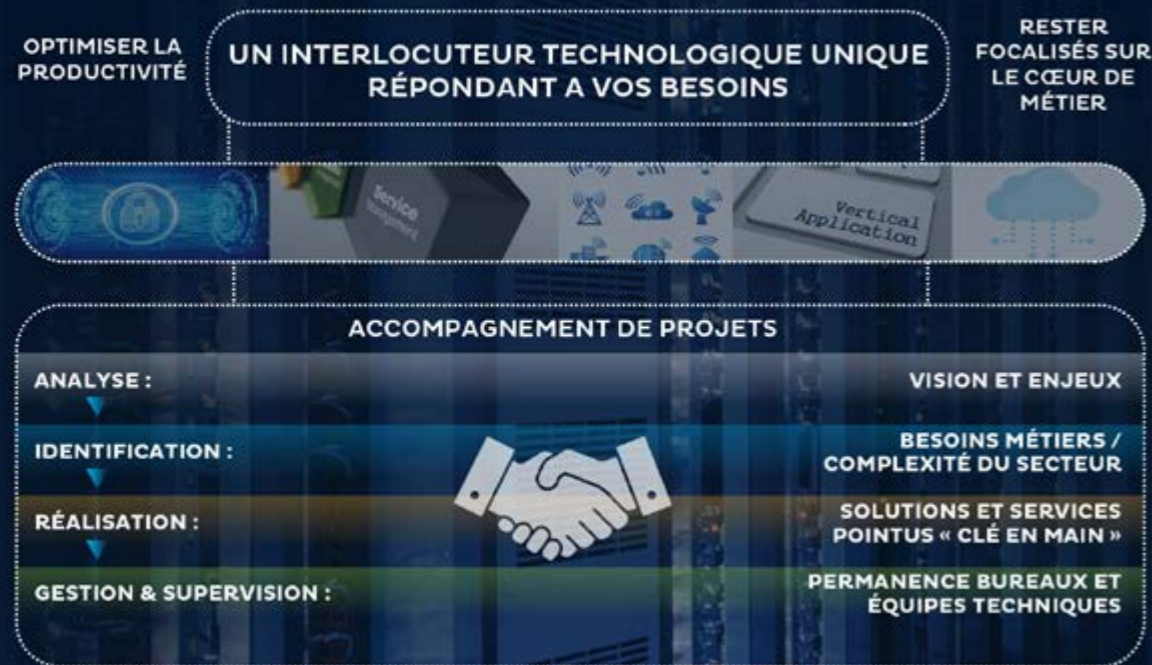 OPTIMISER LA
PRODUCTIVITÉ
UN INTERLOCUTEUR TECHNOLOGIQUE UNIQUE
RÉPONDANT A VOS BESOINS
RESTER
FOCALISÉS SUR
LE CŒUR DE
MÉTIER
Service
Management
Vertical
Application
ACCOMPAGNEMENT DE PROJETS
ANALYSE :
VISION ET ENJEUX
IDENTIFICATION :
BESOINS MÉTIERS /
COMPLEXITÉ DU SECTEUR
RÉALISATION :
SOLUTIONS ET SERVICES
POINTUS « CLÉ EN MAIN »
GESTION & SUPERVISION :
PERMANENCE BUREAUX ET
ÉQUIPES TECHNIQUES